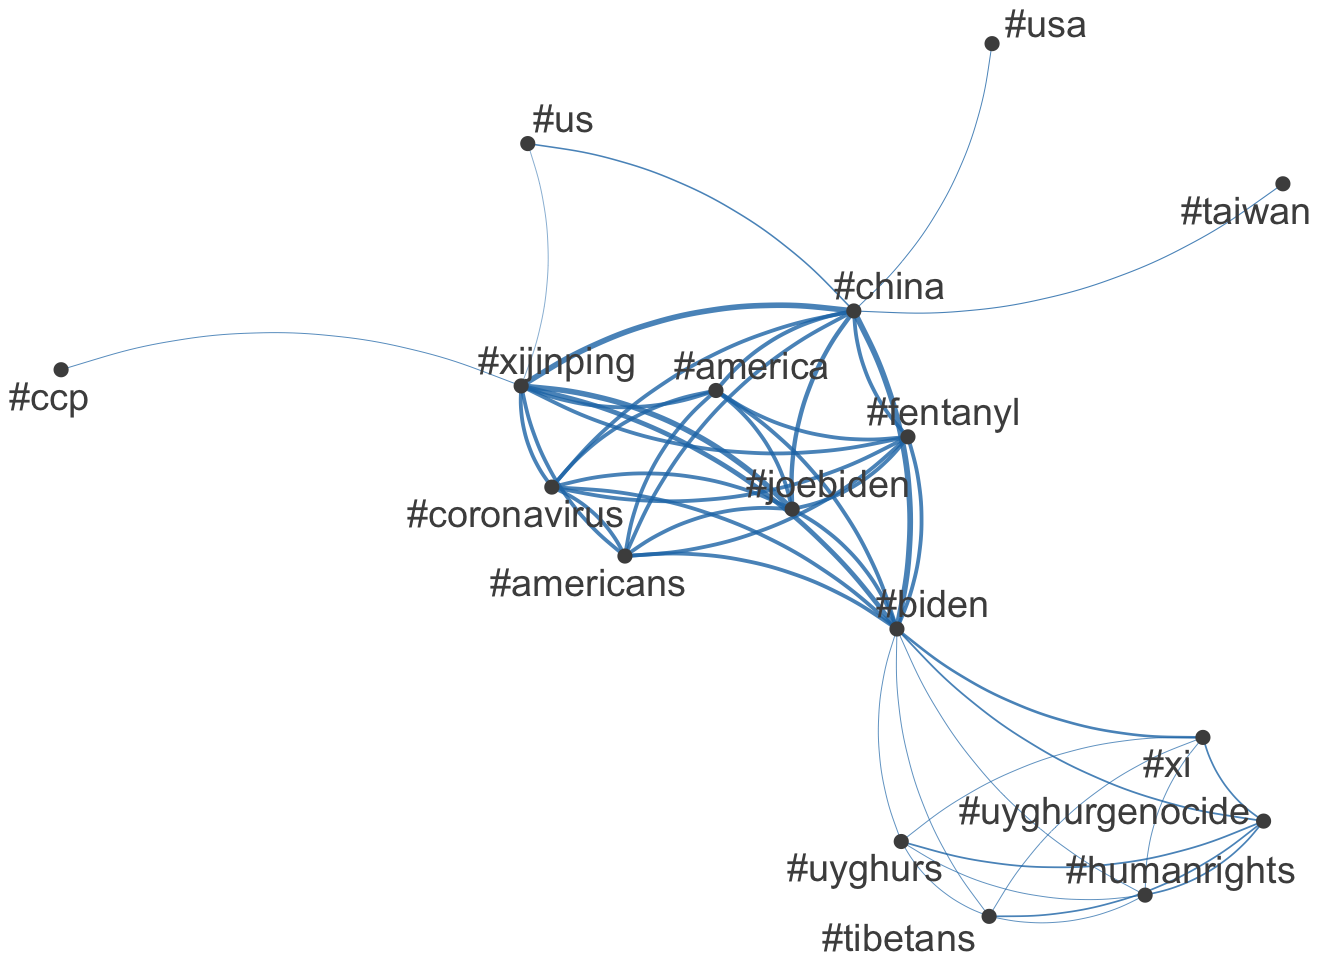 #usa
#us
#taiwan
#china
#xijinping
#america
#ccp
#fentanyl
#joebiden
#coronavirus
#americans
#biden
#xi
#uyghurgenocide
#uyghurs
#humanrights
#tibetans